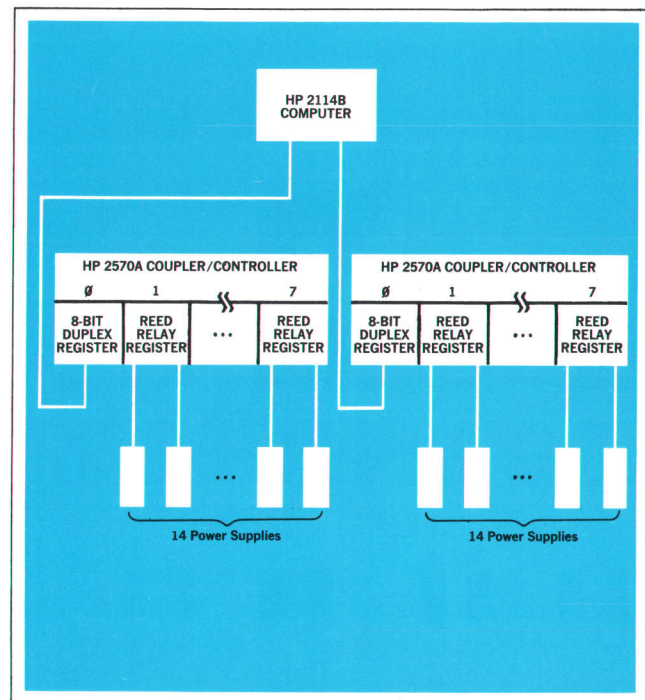 HP 2114B
COMPUTER
HP 2570A COUPLER/CONTROLLER
Ø 1 7
8-BIT
DUPLEX
REGISTER
REED
RELAY
REGISTER
...
REED
RELAY
REGISTER
...
14 Power Supplies
HP 2570A COUPLER/CONTROLLER
Ø 1 7
8-BIT
DUPLEX
REGISTER
REED
RELAY
REGISTER
...
REED
RELAY
REGISTER
...
14 Power Supplies